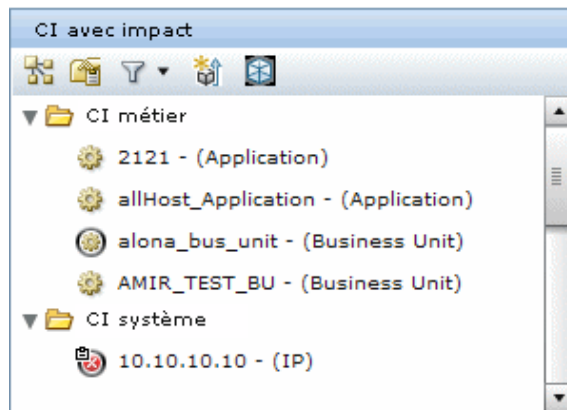 CI avec impact
CI métier
2121 - (Application)
allHost_Application - (Application)
alona_bus_unit - (Business Unit)
AMIR_TEST_BU - (Business Unit)
CI système
10.10.10.10 - (IP)